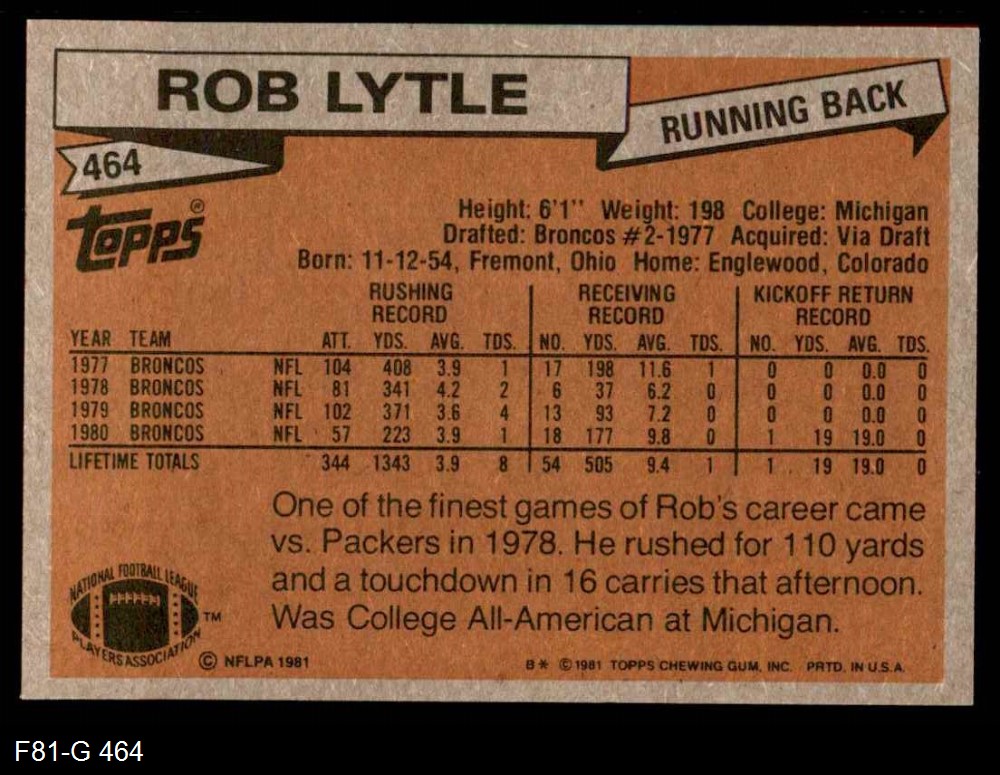 ROB LYTLE
RUNNING BACK
464
Topps®
Height: 6'1" Weight: 198 College: Michigan
Drafted: Broncos #2-1977 Acquired: Via Draft
Born: 11-12-54, Fremont, Ohio Home: Englewood, Colorado
RUSHING RECORD RECEIVING RECORD KICKOFF RETURN RECORD
YEAR TEAM ATT. YDS. AVG. TDS. NO. YDS. AVG. TDS. NO. YDS. AVG. TDS.
1977 BRONCOS NFL 104 408 3.9 1 17 198 11.6 1 0 0 0.0 0
1978 BRONCOS NFL 81 341 4.2 2 6 37 6.2 0 0 0 0.0 0
1979 BRONCOS NFL 102 371 3.6 4 13 93 7.2 0 0 0 0.0 0
1980 BRONCOS NFL 57 223 3.9 1 18 177 9.8 0 1 19 19.0 0
LIFETIME TOTALS 344 1343 3.9 8 54 505 9.4 1 1 19 19.0 0
One of the finest games of Rob's career came
vs. Packers in 1978. He rushed for 110 yards
and a touchdown in 16 carries that afternoon.
Was College All-American at Michigan.
NATIONAL FOOTBALL LEAGUE
PLAYERS ASSOCIATION
TM
© NFLPA 1981
B* © 1981 TOPPS CHEWING GUM, INC. PRTD. IN U.S.A.
F81-G 464